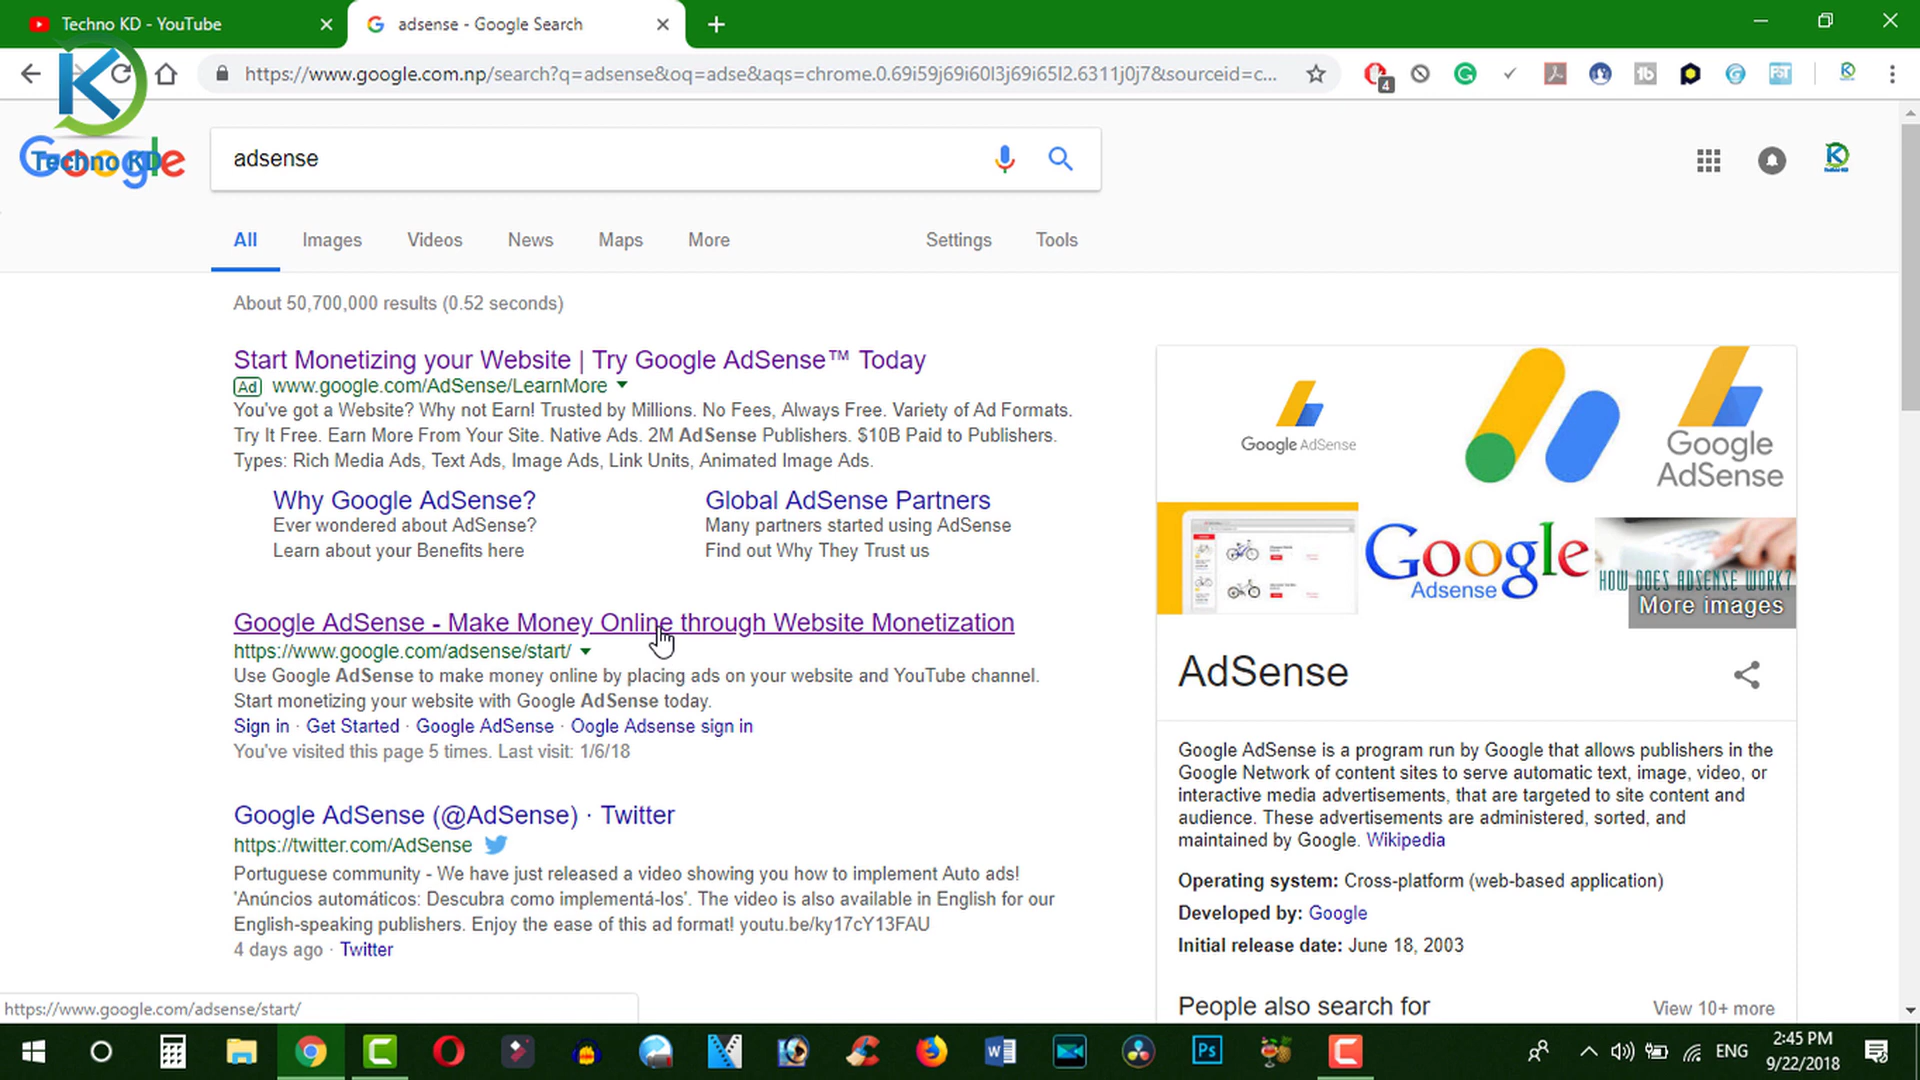 Techno KD - YouTube
adsense - Google Search
https://www.google.com.np/search?q=adsense&oq=adse&aqs=chrome.0.69i59j69i60l3j69i65l2.6311j0j7&sourceid=c...
4
Google
Techno KD
adsense
All Images Videos News Maps More Settings Tools
About 50,700,000 results (0.52 seconds)
Start Monetizing your Website | Try Google AdSense™ Today
Ad www.google.com/AdSense/LearnMore
You've got a Website? Why not Earn! Trusted by Millions. No Fees, Always Free. Variety of Ad Formats.
Try It Free. Earn More From Your Site. Native Ads. 2M AdSense Publishers. $10B Paid to Publishers.
Types: Rich Media Ads, Text Ads, Image Ads, Link Units, Animated Image Ads.
Why Google AdSense?
Ever wondered about AdSense?
Learn about your Benefits here
Global AdSense Partners
Many partners started using AdSense
Find out Why They Trust us
Google AdSense - Make Money Online through Website Monetization
https://www.google.com/adsense/start/
Use Google AdSense to make money online by placing ads on your website and YouTube channel.
Start monetizing your website with Google AdSense today.
Sign in · Get Started · Google AdSense · Oogle Adsense sign in
You've visited this page 5 times. Last visit: 1/6/18
Google AdSense (@AdSense) · Twitter
https://twitter.com/AdSense
Portuguese community - We have just released a video showing you how to implement Auto ads!
'Anúncios automáticos: Descubra como implementá-los'. The video is also available in English for our
English-speaking publishers. Enjoy the ease of this ad format! youtu.be/ky17cY13FAU
4 days ago · Twitter
Google AdSense
Google
AdSense
Google
Adsense
HOW DOES ADSENSE WORK?
More images
AdSense
Google AdSense is a program run by Google that allows publishers in the
Google Network of content sites to serve automatic text, image, video, or
interactive media advertisements, that are targeted to site content and
audience. These advertisements are administered, sorted, and
maintained by Google. Wikipedia
Operating system: Cross-platform (web-based application)
Developed by: Google
Initial release date: June 18, 2003
People also search for
View 10+ more
https://www.google.com/adsense/start/
ENG
2:45 PM
9/22/2018